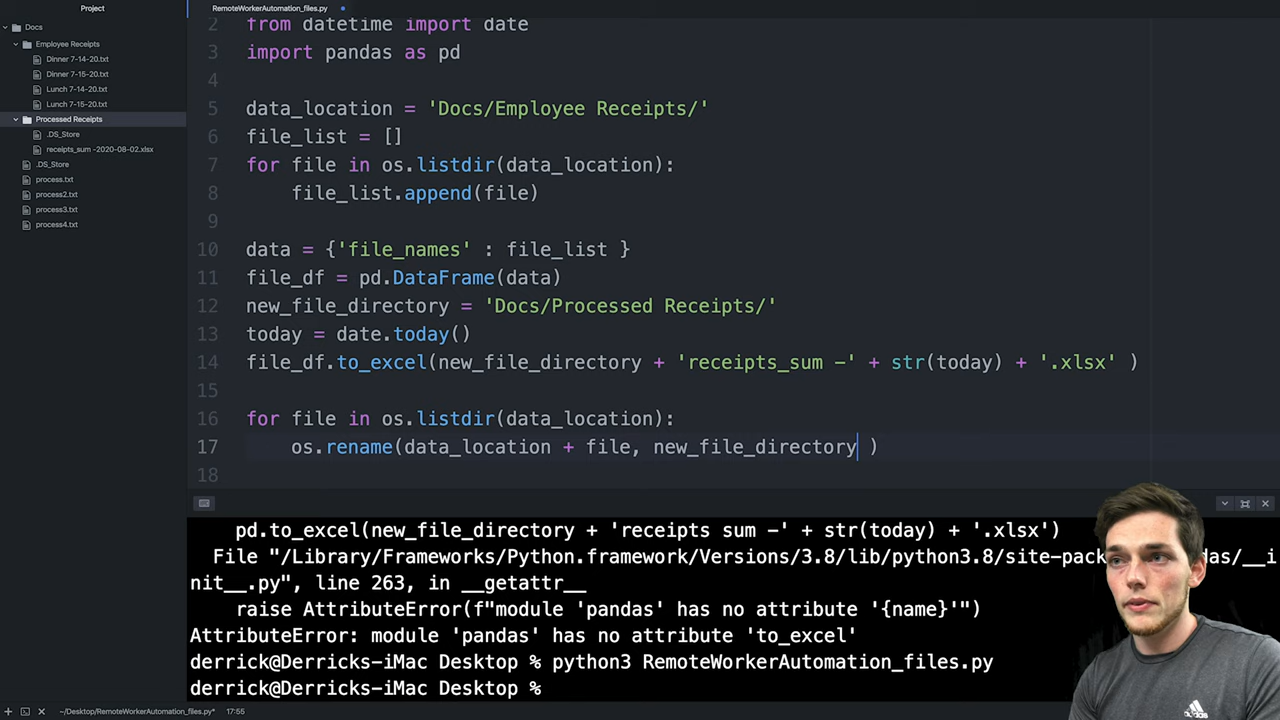 Project
RemoteWorkerAutomation_files.py
Docs
Employee Receipts
Dinner 7-14-20.txt
Dinner 7-15-20.txt
Lunch 7-14-20.txt
Lunch 7-15-20.txt
Processed Receipts
.DS_Store
receipts_sum -2020-08-02.xlsx
.DS_Store
process.txt
process2.txt
process3.txt
process4.txt
2 from datetime import date
3 import pandas as pd
4
5 data_location = 'Docs/Employee Receipts/'
6 file_list = []
7 for file in os.listdir(data_location):
8 file_list.append(file)
9
10 data = {'file_names' : file_list }
11 file_df = pd.DataFrame(data)
12 new_file_directory = 'Docs/Processed Receipts/'
13 today = date.today()
14 file_df.to_excel(new_file_directory + 'receipts_sum -' + str(today) + '.xlsx' )
15
16 for file in os.listdir(data_location):
17 os.rename(data_location + file, new_file_directory )
18
pd.to_excel(new_file_directory + 'receipts sum -' + str(today) + '.xlsx')
File "/Library/Frameworks/Python.framework/Versions/3.8/lib/python3.8/site-pack das/__i
nit__.py", line 263, in __getattr__
raise AttributeError(f"module 'pandas' has no attribute '{name}'")
AttributeError: module 'pandas' has no attribute 'to_excel'
derrick@Derricks-iMac Desktop % python3 RemoteWorkerAutomation_files.py
derrick@Derricks-iMac Desktop %
~/Desktop/RemoteWorkerAutomation_files.py* 17:55
adidas